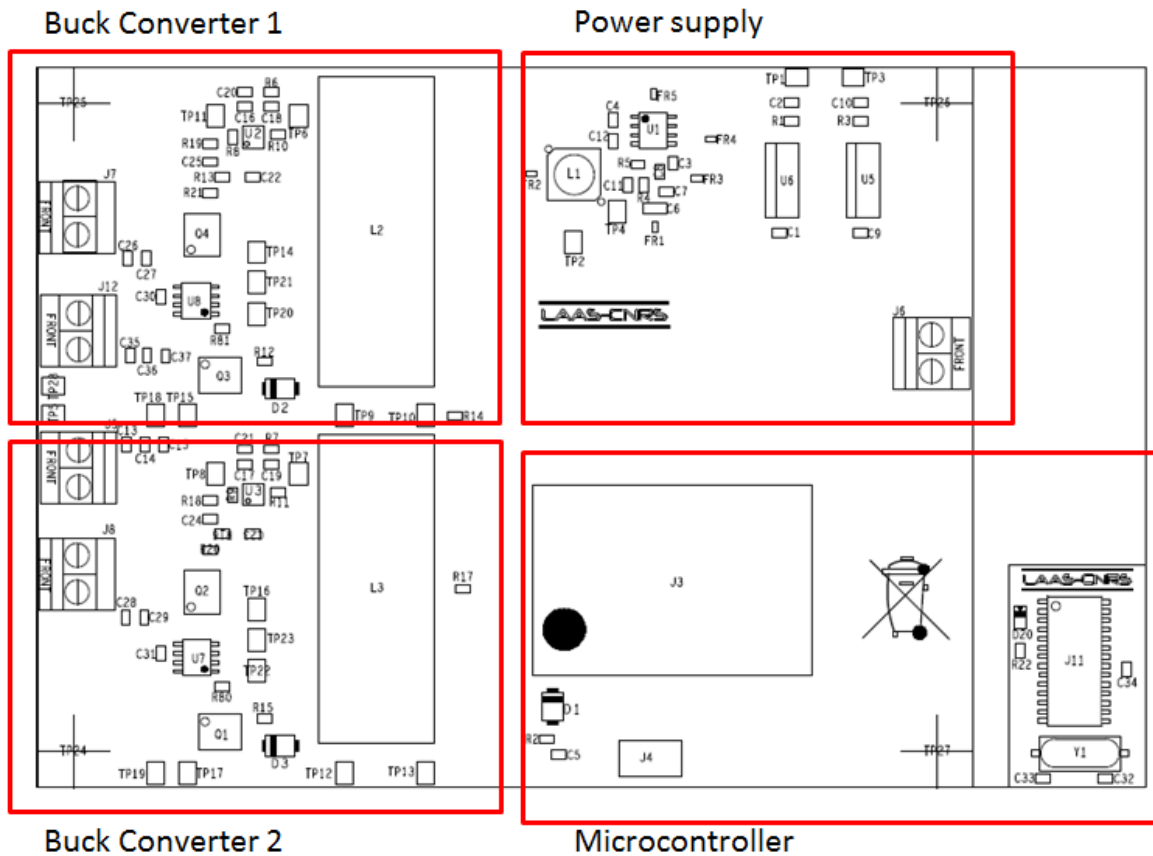 Buck Converter 1
Power supply
TP25
C20
R6
TP11
C16
C18
TP6
R19
R8
U2
R10
C25
R13
C22
R21
J7
FRONT
Q4
L2
C26
C27
TP14
TP21
J12
FRONT
C30
U8
TP20
R81
C35
C36
C37
R12
Q3
D2
TP28
TP5
TP18
TP15
TP9
TP10
R14
FR5
C4
U1
C12
FR4
R5
C3
L1
FR2
C11
R4
FR3
C7
C6
TP4
FR1
TP2
TP1
TP3
C2
C10
R1
R3
U6
U5
C1
C9
TP26
LAAS-CNRS
J6
FRONT
J5
C13
C14
C15
FRONT
C21
R7
TP8
C17
C19
TP7
R18
U3
R11
C24
J8
FRONT
Q2
L3
R17
C28
C29
TP16
TP23
C31
U7
TP22
R80
R15
Q1
D3
TP24
TP19
TP17
TP12
TP13
J3
D1
R2
C5
J4
TP27
LAAS-CNRS
D20
R22
J11
C34
Y1
C33
C32
Buck Converter 2
Microcontroller